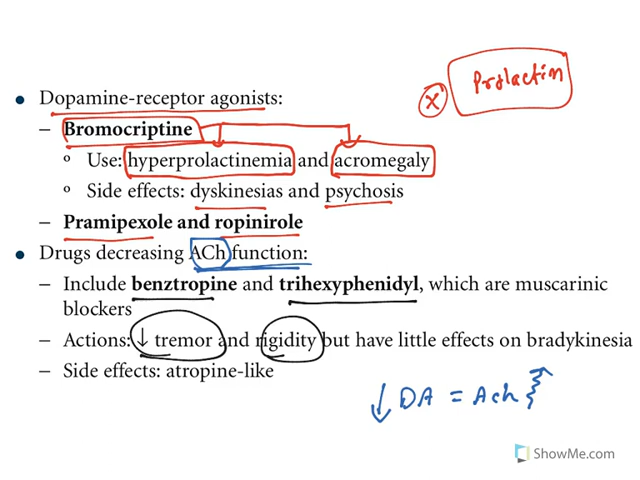 Prolactin
X
• Dopamine-receptor agonists:
– Bromocriptine
o Use: hyperprolactinemia and acromegaly
o Side effects: dyskinesias and psychosis
– Pramipexole and ropinirole
• Drugs decreasing ACh function:
– Include benztropine and trihexyphenidyl, which are muscarinic
blockers
– Actions: ↓ tremor and rigidity but have little effects on bradykinesia
– Side effects: atropine-like
↓ DA = Ach ↑
ShowMe.com